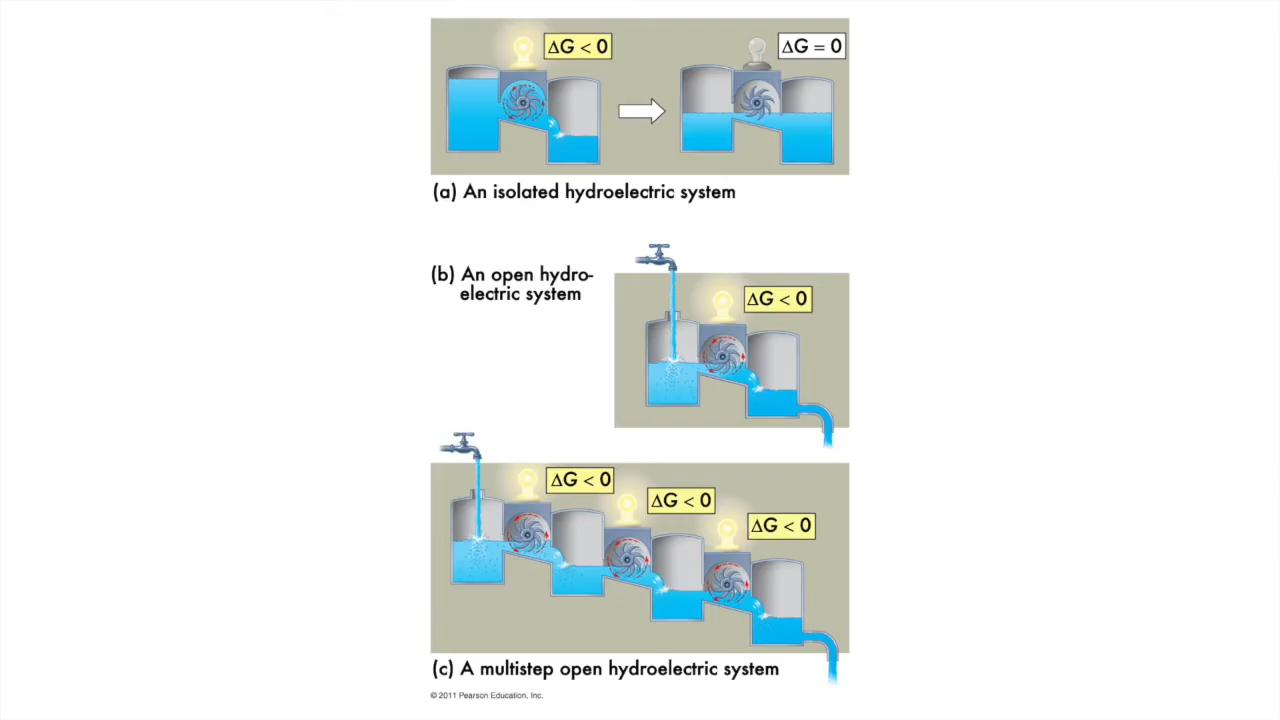 ΔG < 0
ΔG = 0
(a) An isolated hydroelectric system
(b) An open hydro-
electric system
ΔG < 0
ΔG < 0
ΔG < 0
ΔG < 0
(c) A multistep open hydroelectric system
© 2011 Pearson Education, Inc.